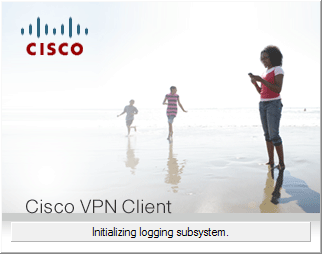 CISCO
Cisco VPN Client
Initializing logging subsystem.